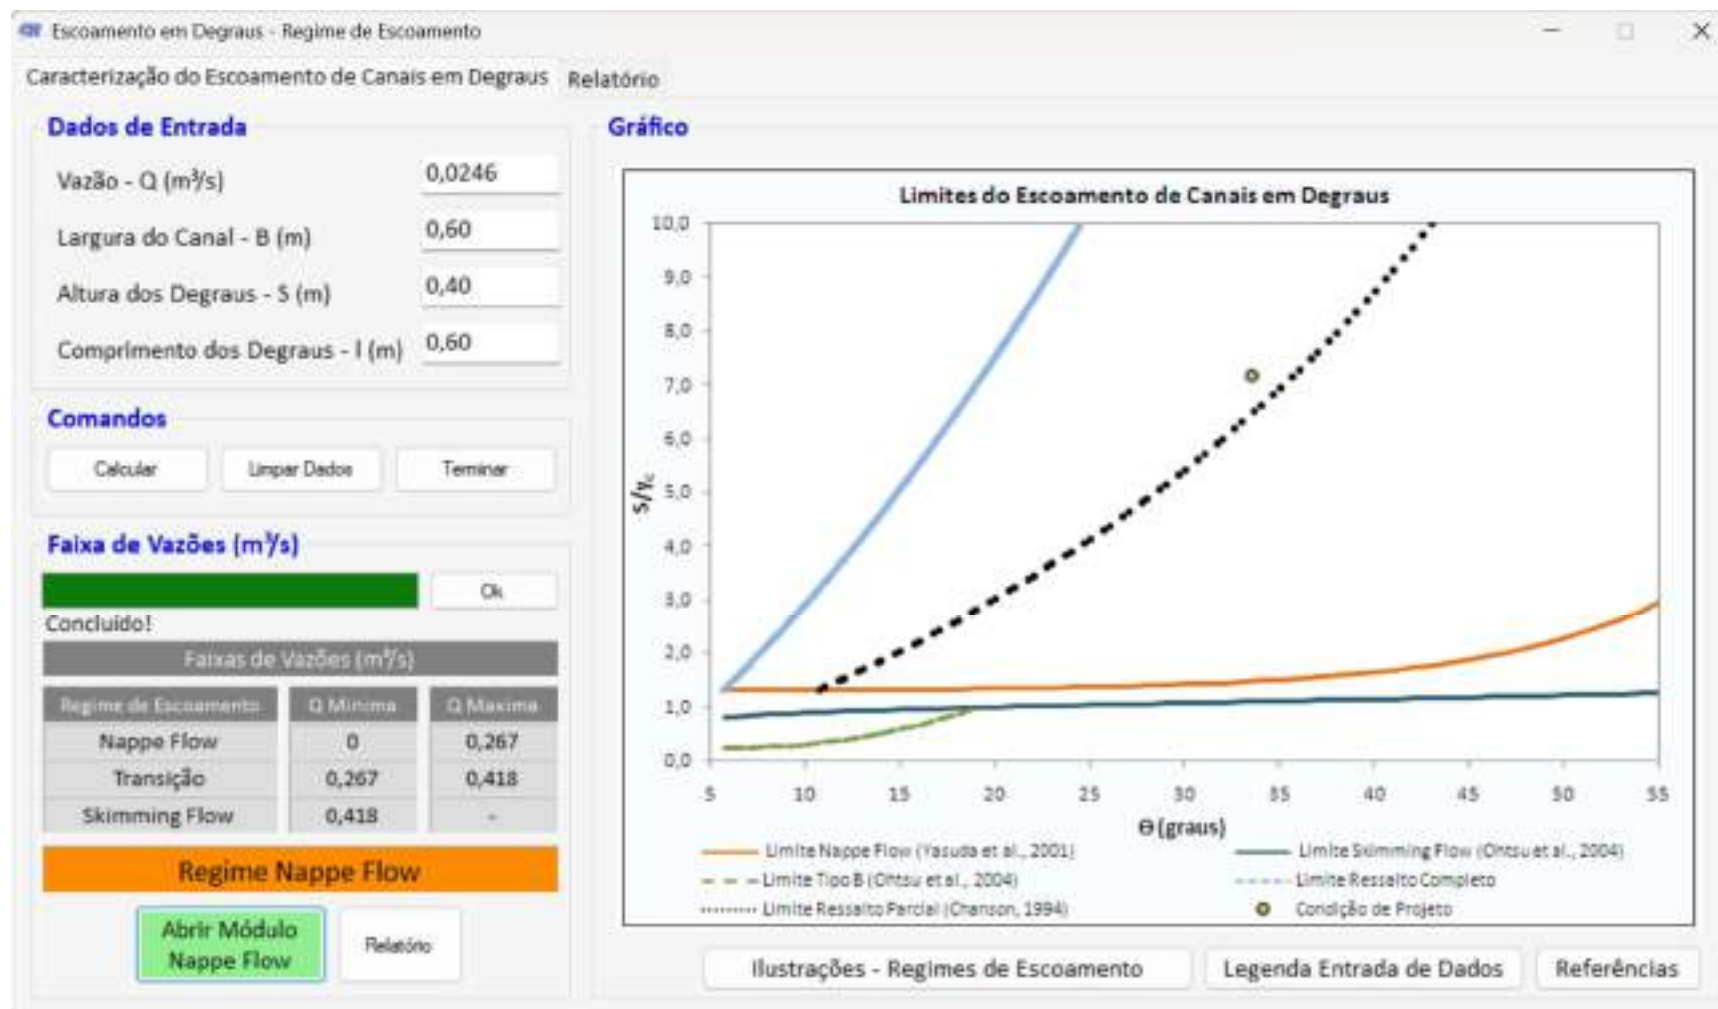 Escoamento em Degraus - Regime de Escoamento
Caracterização do Escoamento de Canais em Degraus
Relatório
Dados de Entrada
Vazão - Q (m³/s)
0,0246
Largura do Canal - B (m)
0,60
Altura dos Degraus - S (m)
0,40
Comprimento dos Degraus - l (m)
0,60
Comandos
Calcular
Limpar Dados
Terminar
Faixa de Vazões (m³/s)
Ok
Concluído!
Faixas de Vazões (m³/s)
Regime de Escoamento Q Minima Q Maxima
Nappe Flow 0 0,267
Transição 0,267 0,418
Skimming Flow 0,418 -
Regime Nappe Flow
Abrir Módulo
Nappe Flow
Relatório
Gráfico
Limites do Escoamento de Canais em Degraus
10,0
9,0
8,0
7,0
6,0
5,0
4,0
3,0
2,0
1,0
0,0
S/yc
5 10 15 20 25 30 35 40 45 50 55
Θ (graus)
Limite Nappe Flow (Yasuda et al., 2001)
Limite Skimming Flow (Ohtsu et al., 2004)
Limite Tipo B (Ohtsu et al., 2004)
Limite Ressalto Completo
Limite Ressalto Parcial (Chanson, 1994)
Condição de Projeto
Ilustrações - Regimes de Escoamento
Legenda Entrada de Dados
Referências